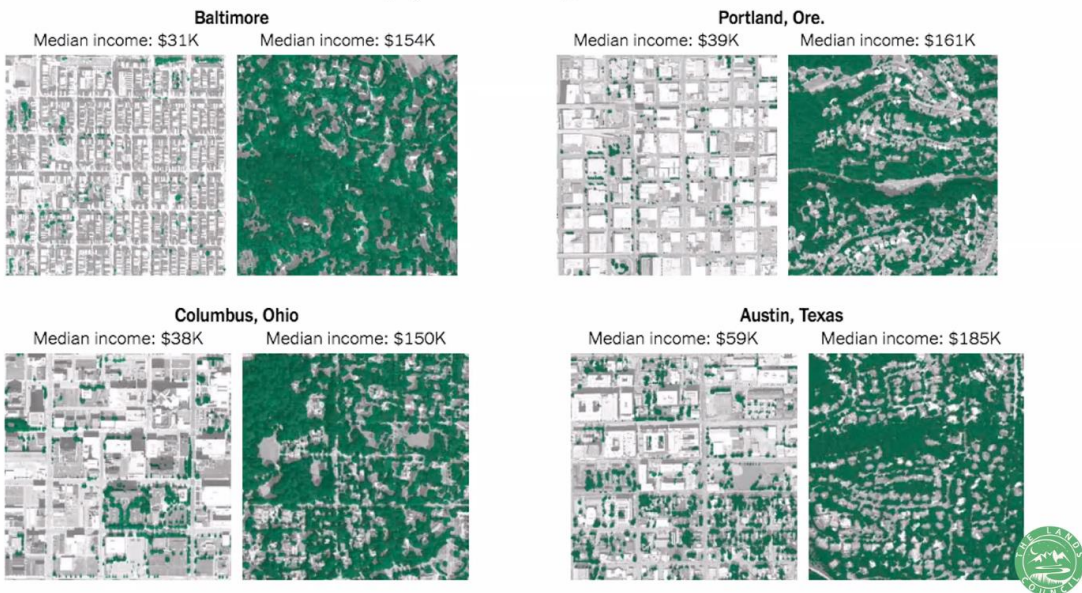 Baltimore
Median income: $31K
Median income: $154K
Portland, Ore.
Median income: $39K
Median income: $161K
Columbus, Ohio
Median income: $38K
Median income: $150K
Austin, Texas
Median income: $59K
Median income: $185K
THE LANDS
COUNCIL